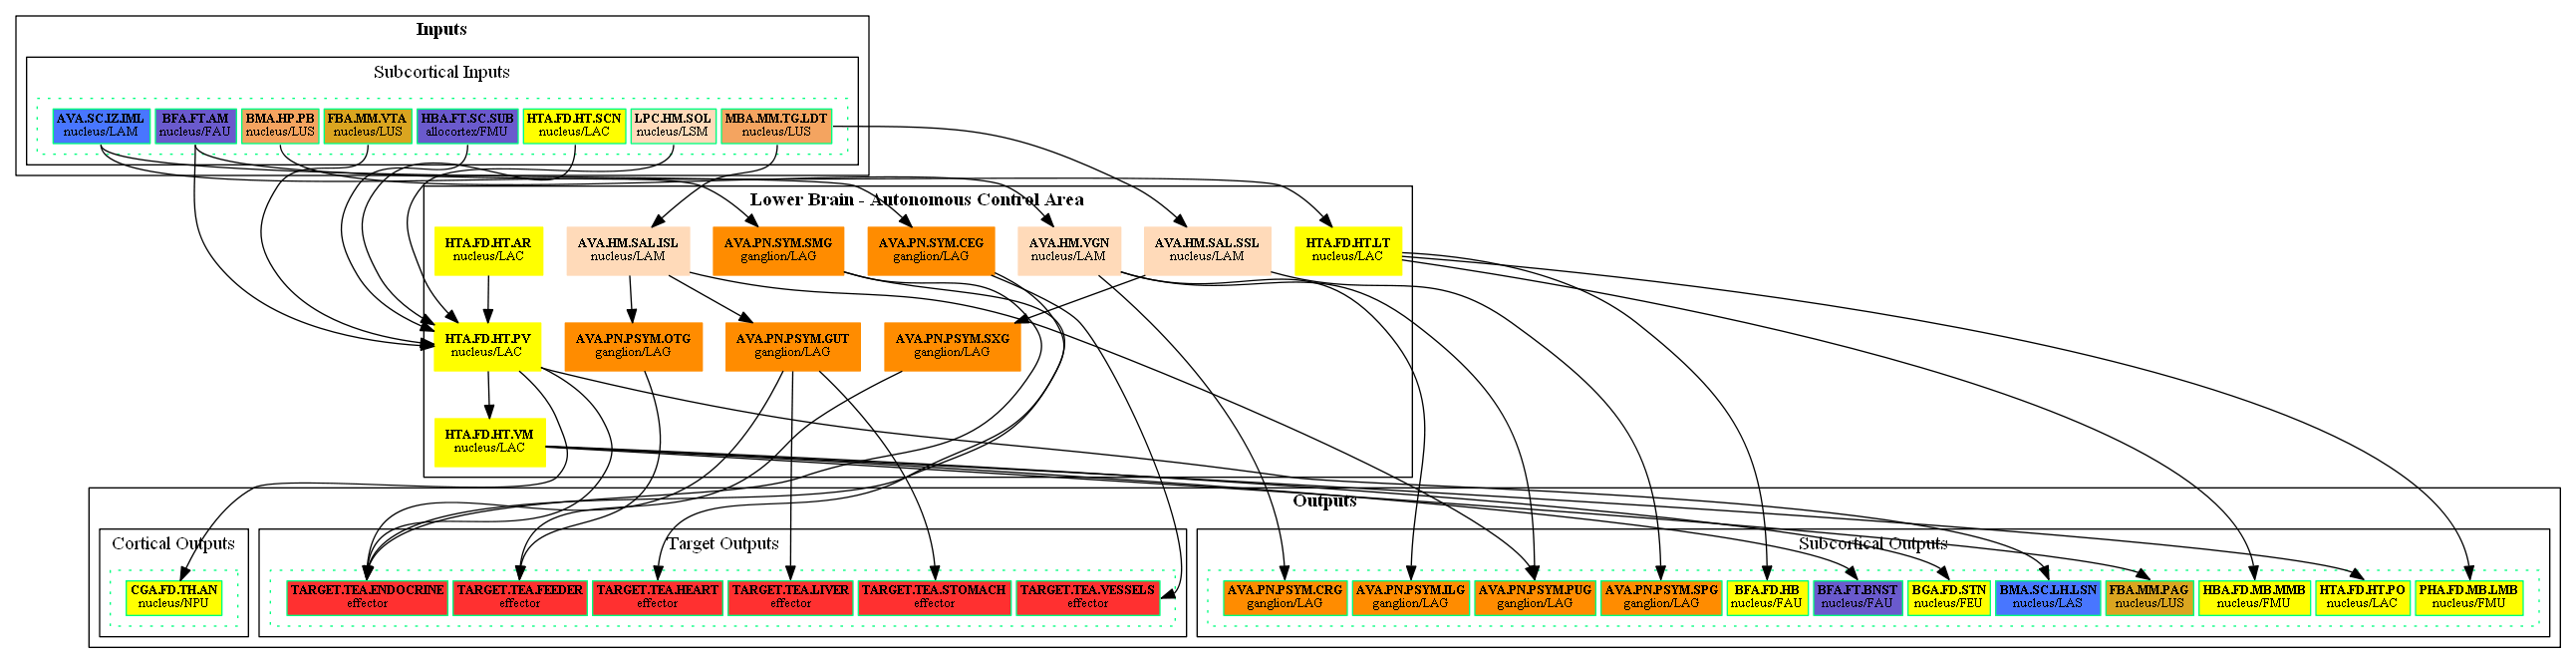 Inputs
Subcortical Inputs
AVA.SC.IZ.IML
nucleus/LAM
BFA.FT.AM
nucleus/FAU
BMA.HP.PB
nucleus/LUS
FBA.MM.VTA
nucleus/LUS
HBA.FT.SC.SUB
allocortex/FMU
HTA.FD.HT.SCN
nucleus/LAC
LPC.HM.SOL
nucleus/LSM
MBA.MM.TG.LDT
nucleus/LUS
Lower Brain - Autonomous Control Area
HTA.FD.HT.AR
nucleus/LAC
AVA.HM.SAL.ISL
nucleus/LAM
AVA.PN.SYM.SMG
ganglion/LAG
AVA.PN.SYM.CEG
ganglion/LAG
AVA.HM.VGN
nucleus/LAM
AVA.HM.SAL.SSL
nucleus/LAM
HTA.FD.HT.LT
nucleus/LAC
HTA.FD.HT.PV
nucleus/LAC
AVA.PN.PSYM.OTG
ganglion/LAG
AVA.PN.PSYM.GUT
ganglion/LAG
AVA.PN.PSYM.SXG
ganglion/LAG
HTA.FD.HT.VM
nucleus/LAC
Outputs
Cortical Outputs
CGA.FD.TH.AN
nucleus/NPU
Target Outputs
TARGET.TEA.ENDOCRINE
effector
TARGET.TEA.FEEDER
effector
TARGET.TEA.HEART
effector
TARGET.TEA.LIVER
effector
TARGET.TEA.STOMACH
effector
TARGET.TEA.VESSELS
effector
Subcortical Outputs
AVA.PN.PSYM.CRG
ganglion/LAG
AVA.PN.PSYM.ILG
ganglion/LAG
AVA.PN.PSYM.PUG
ganglion/LAG
AVA.PN.PSYM.SPG
ganglion/LAG
BFA.FD.HB
nucleus/FAU
BFA.FT.BNST
nucleus/FAU
BGA.FD.STN
nucleus/FEU
BMA.SC.LH.LSN
nucleus/LAS
FBA.MM.PAG
nucleus/LUS
HBA.FD.MB.MMB
nucleus/FMU
HTA.FD.HT.PO
nucleus/LAC
PHA.FD.MB.LMB
nucleus/FMU